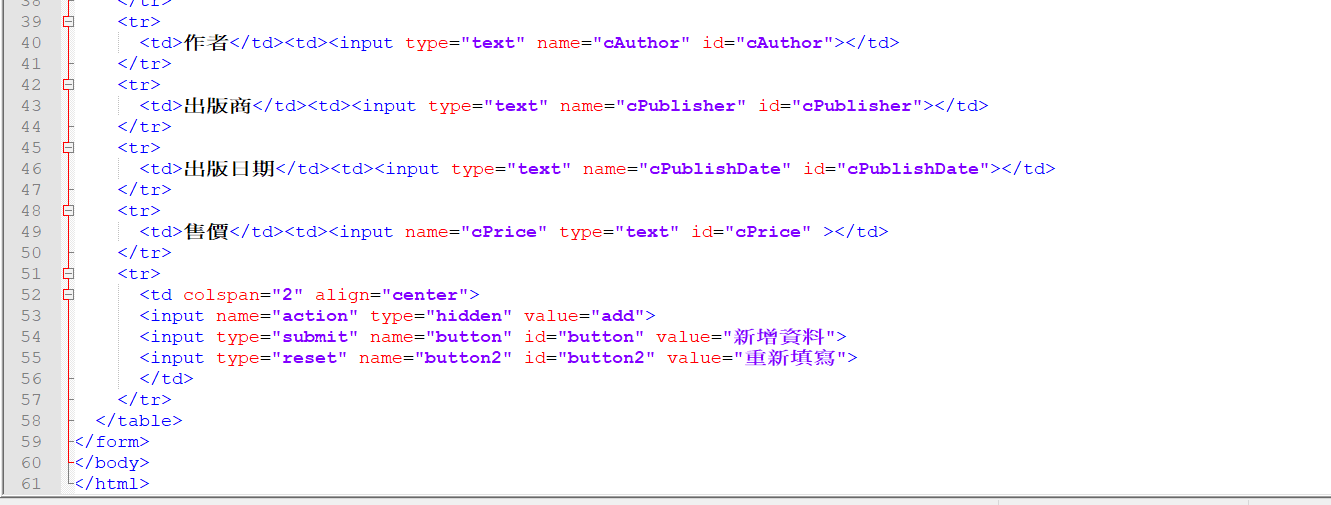 38 </tr>
39 <tr>
40 <td>作者</td><td><input type="text" name="cAuthor" id="cAuthor"></td>
41 </tr>
42 <tr>
43 <td>出版商</td><td><input type="text" name="cPublisher" id="cPublisher"></td>
44 </tr>
45 <tr>
46 <td>出版日期</td><td><input type="text" name="cPublishDate" id="cPublishDate"></td>
47 </tr>
48 <tr>
49 <td>售價</td><td><input name="cPrice" type="text" id="cPrice" ></td>
50 </tr>
51 <tr>
52 <td colspan="2" align="center">
53 <input name="action" type="hidden" value="add">
54 <input type="submit" name="button" id="button" value="新增資料">
55 <input type="reset" name="button2" id="button2" value="重新填寫">
56 </td>
57 </tr>
58 </table>
59 </form>
60 </body>
61 </html>